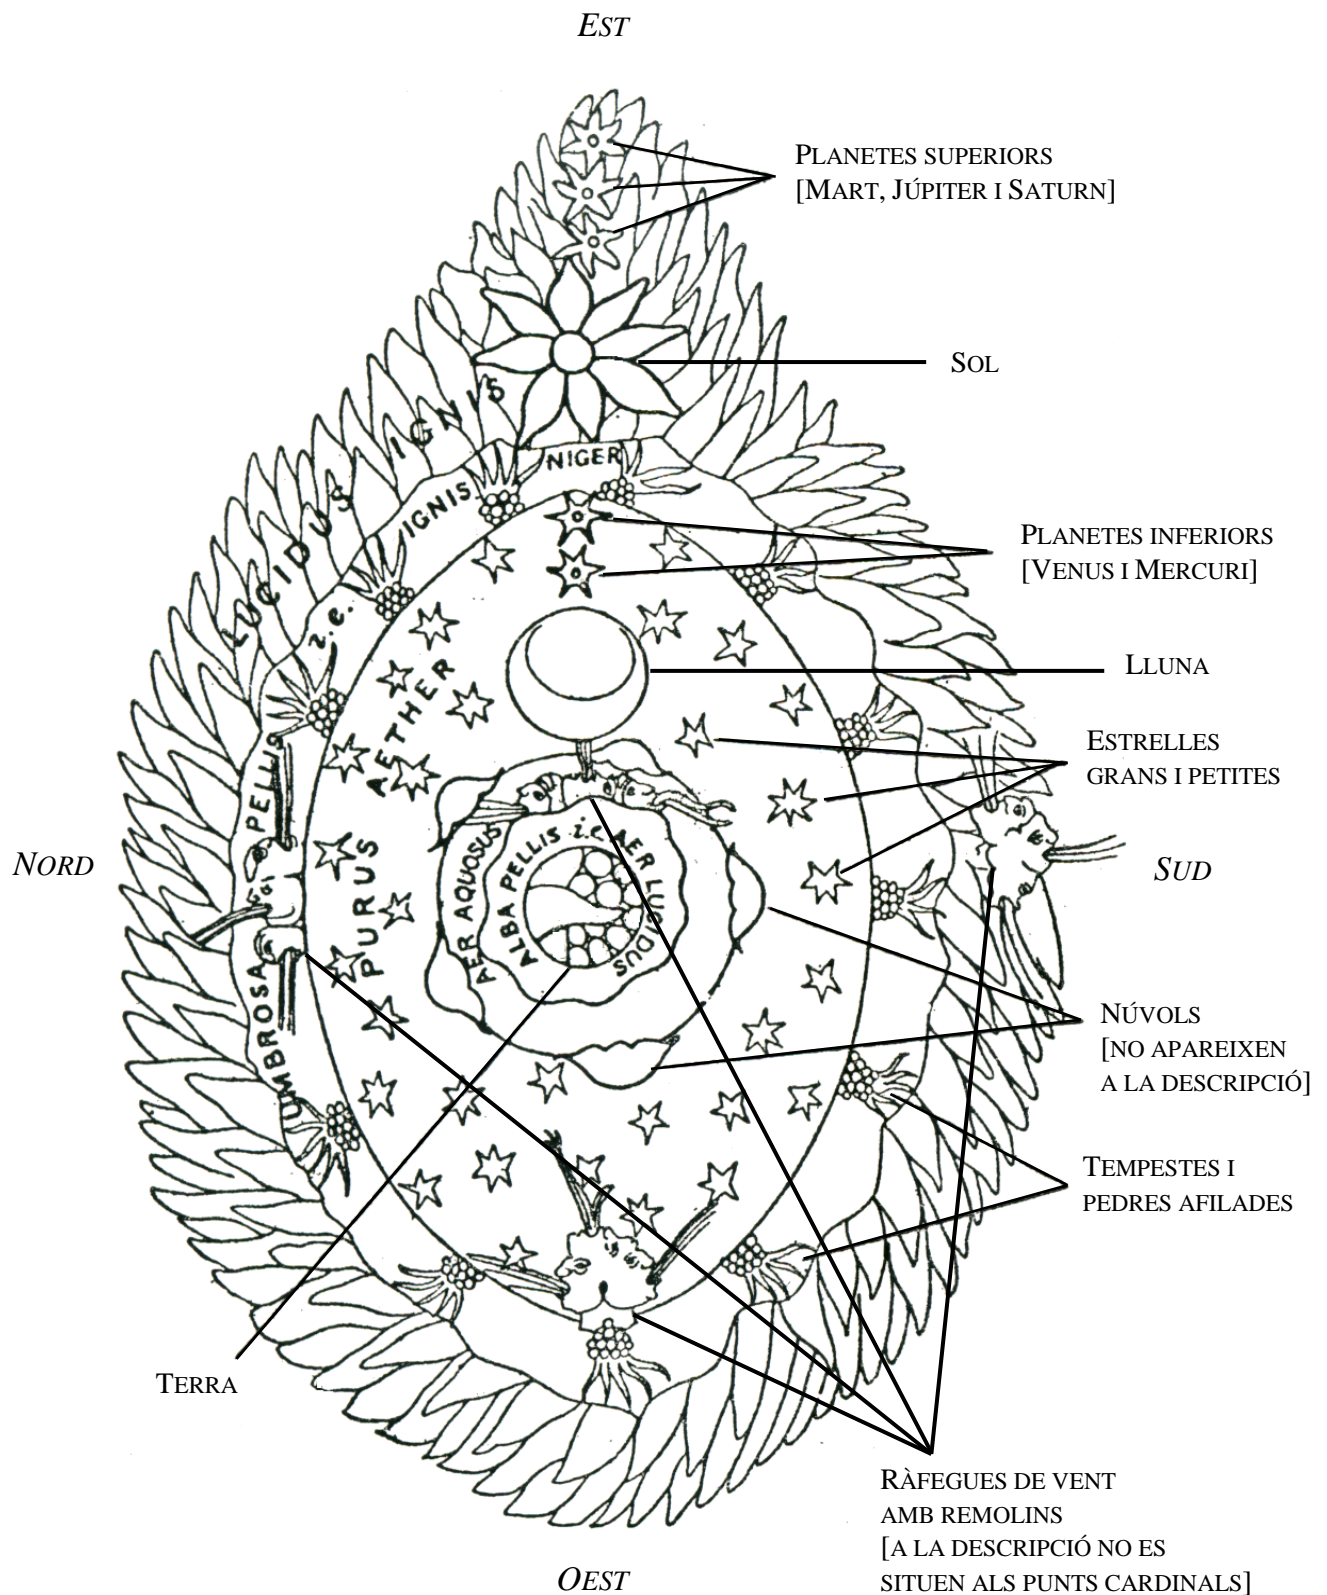 EST
PLANETES SUPERIORS
[MART, JÚPITER I SATURN]
SOL
LUCIDUS IGNIS
i.e. IGNIS NIGER
PLANETES INFERIORS
[VENUS I MERCURI]
LLUNA
ESTRELLES
GRANS I PETITES
UMBROSA PELLIS
PURUS AETHER
AER AQUOSUS
ALBA PELLIS i.e. AER LUCIDUS
NORD
SUD
NÚVOLS
[NO APAREIXEN
A LA DESCRIPCIÓ]
TEMPESTES I
PEDRES AFILADES
TERRA
RÀFEGUES DE VENT
AMB REMOLINS
[A LA DESCRIPCIÓ NO ES
SITUEN ALS PUNTS CARDINALS]
OEST